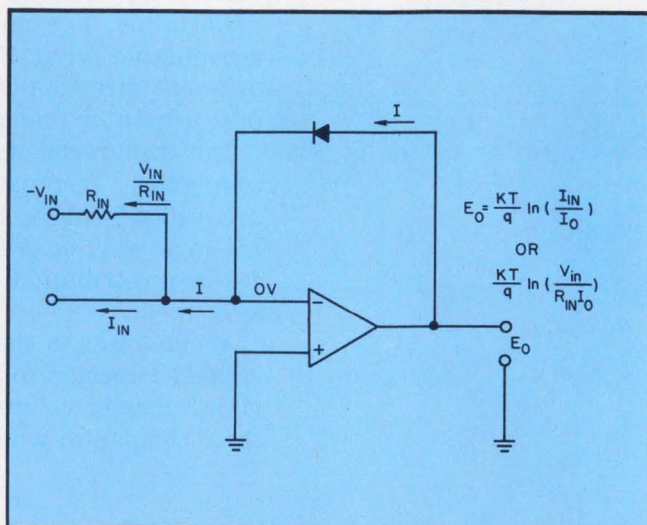 I
V_IN
R_IN
-V_IN
R_IN
I
0V
I_IN
−
+
E_O = KT/q ln ( I_IN / I_O )
OR
KT/q ln ( V_in / R_IN I_O )
E_O